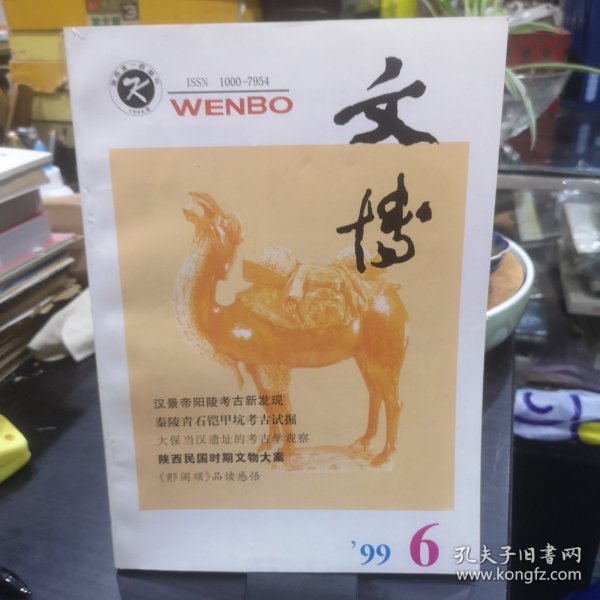 ISSN 1000-7954
WENBO
文博
汉景帝阳陵考古新发现
秦陵青石铠甲坑考古试掘
大保当汉遗址的考古学观察
陕西民国时期文物大案
《郙阁颂》品读感悟
'99 6
孔夫子旧书网
www.kongfz.com